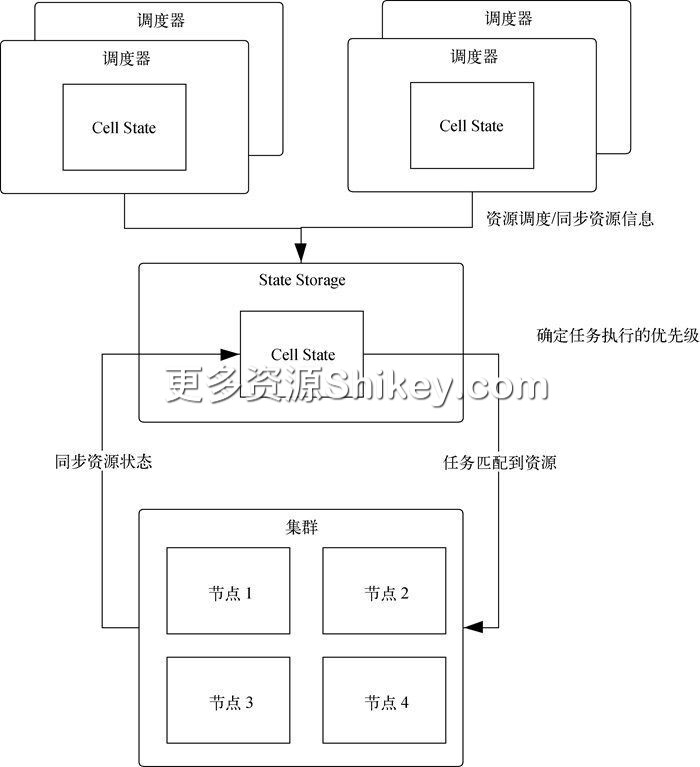 调度器
调度器
调度器
调度器
Cell State
Cell State
资源调度/同步资源信息
State Storage
确定任务执行的优先级
Cell State
更多资源Shikey.com
同步资源状态
任务匹配到资源
集群
节点 1
节点 2
节点 3
节点 4